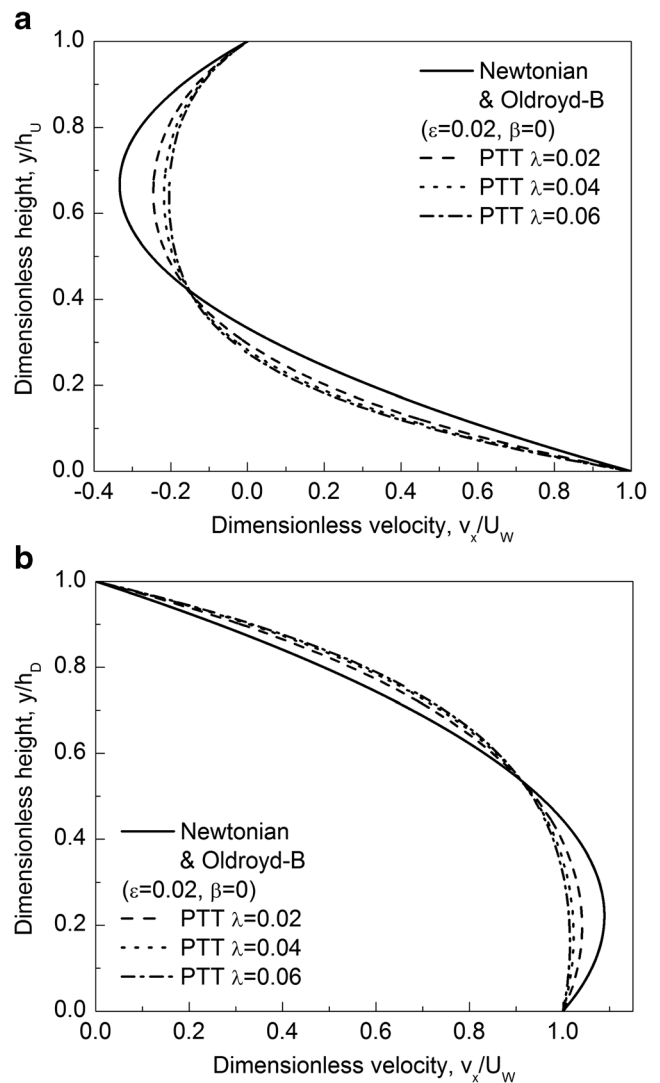 a
1.0
0.8
0.6
0.4
0.2
0.0
Dimensionless height, y/h_U
Newtonian
& Oldroyd-B
(ε=0.02, β=0)
PTT λ=0.02
PTT λ=0.04
PTT λ=0.06
-0.4 -0.2 0.0 0.2 0.4 0.6 0.8 1.0
Dimensionless velocity, v_x/U_W
b
1.0
0.8
0.6
0.4
0.2
0.0
Dimensionless height, y/h_D
Newtonian
& Oldroyd-B
(ε=0.02, β=0)
PTT λ=0.02
PTT λ=0.04
PTT λ=0.06
0.0 0.2 0.4 0.6 0.8 1.0
Dimensionless velocity, v_x/U_W